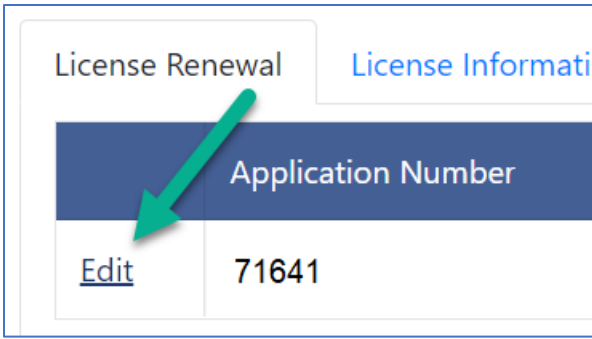 License Renewal License Informati
Application Number
Edit 71641